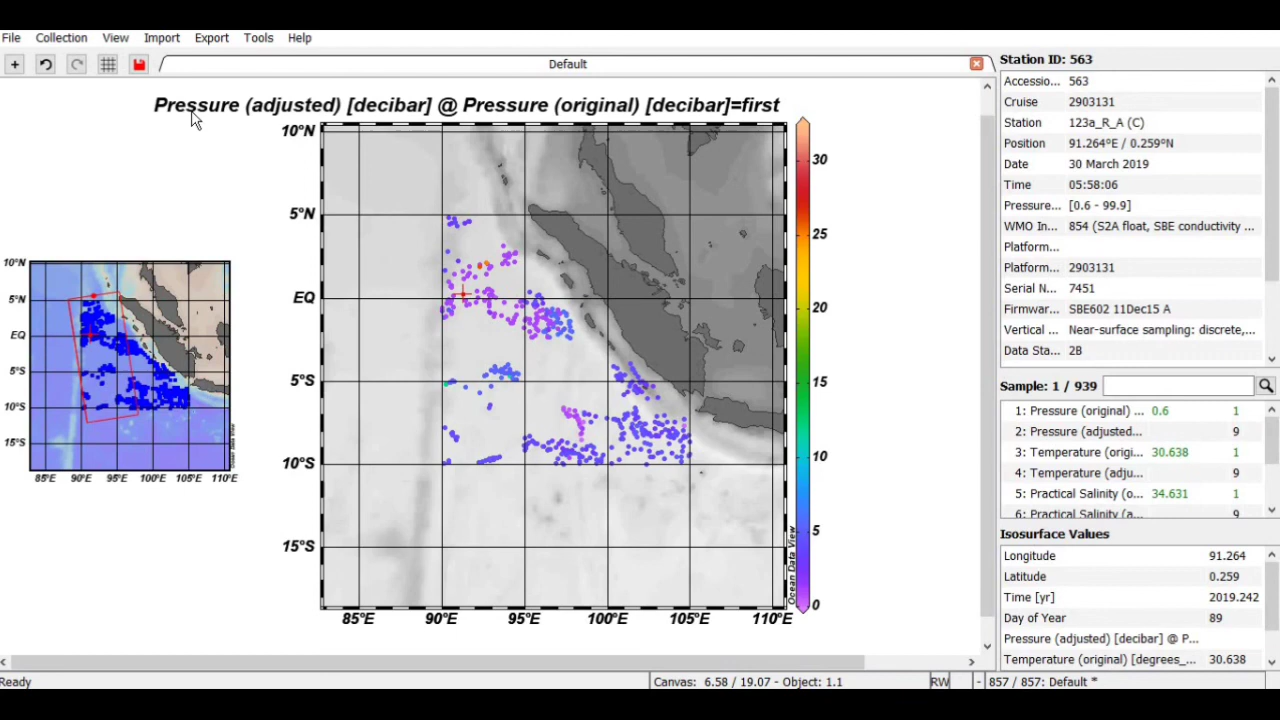 File Collection View Import Export Tools Help
Default
Pressure (adjusted) [decibar] @ Pressure (original) [decibar]=first
10°N
5°N
EQ
5°S
10°S
15°S
85°E 90°E 95°E 100°E 105°E 110°E
30
25
20
15
10
5
0
Ocean Data View
10°N
5°N
EQ
5°S
10°S
15°S
85°E 90°E 95°E 100°E 105°E 110°E
Ocean Data View
Station ID: 563
Accessio... 563
Cruise 2903131
Station 123a_R_A (C)
Position 91.264°E / 0.259°N
Date 30 March 2019
Time 05:58:06
Pressure... [0.6 - 99.9]
WMO In... 854 (S2A float, SBE conductivity ...
Platform...
Platform... 2903131
Serial N... 7451
Firmwar... SBE602 11Dec15 A
Vertical ... Near-surface sampling: discrete,...
Data Sta... 2B
Sample: 1 / 939
1: Pressure (original) ... 0.6 1
2: Pressure (adjusted... 9
3: Temperature (origi... 30.638 1
4: Temperature (adju... 9
5: Practical Salinity (o... 34.631 1
6: Practical Salinity (a... 9
Isosurface Values
Longitude 91.264
Latitude 0.259
Time [yr] 2019.242
Day of Year 89
Pressure (adjusted) [decibar] @ P...
Temperature (original) [degrees_... 30.638
Ready
Canvas: 6.58 / 19.07 - Object: 1.1
RW
- 857 / 857: Default *